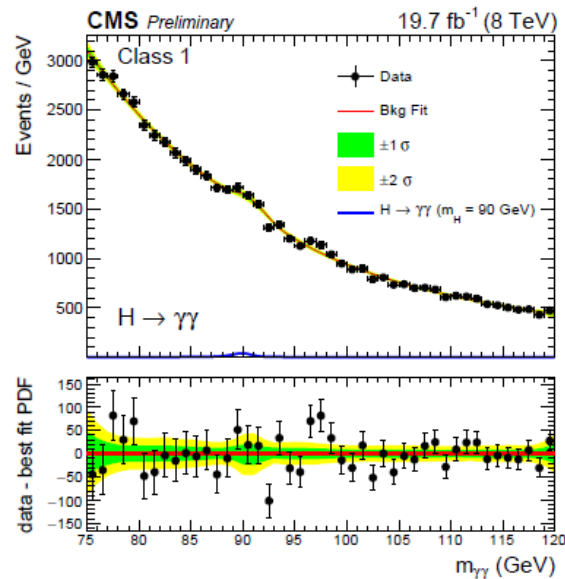 CMS Preliminary 19.7 fb⁻¹ (8 TeV)
Events / GeV
3000
2500
2000
1500
1000
500
Class 1
Data
Bkg Fit
±1 σ
±2 σ
H → γγ (m_H = 90 GeV)
H → γγ
data - best fit PDF
150
100
50
0
−50
−100
−150
75 80 85 90 95 100 105 110 115 120
m_γγ (GeV)